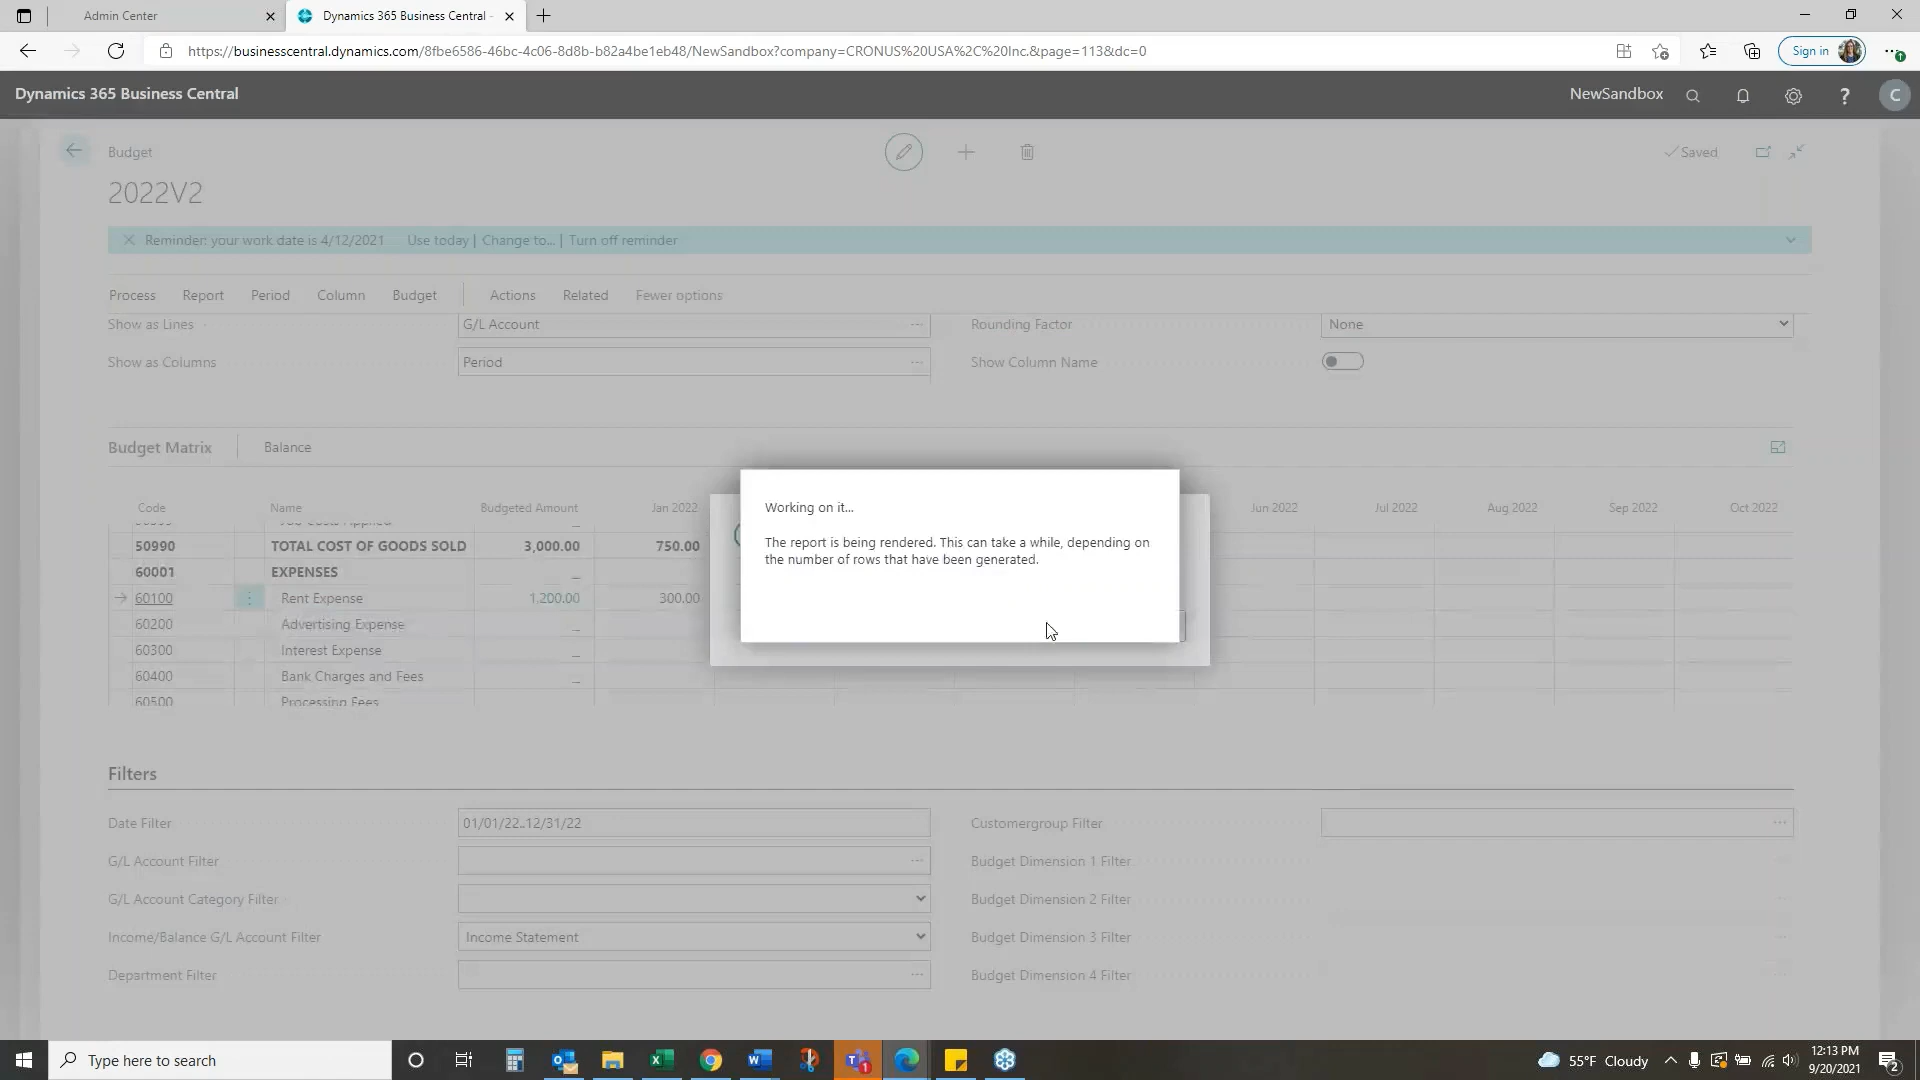 Admin Center
Dynamics 365 Business Central -
https://businesscentral.dynamics.com/8fbe6586-46bc-4c06-8d8b-b82a4be1eb48/NewSandbox?company=CRONUS%20USA%2C%20Inc.&page=113&dc=0
Sign in
Dynamics 365 Business Central
NewSandbox
?
C
Budget
Saved
2022V2
Reminder: your work date is 4/12/2021 Use today | Change to... | Turn off reminder
Process Report Period Column Budget Actions Related Fewer options
Show as Lines G/L Account Rounding Factor None
Show as Columns Period Show Column Name
Budget Matrix Balance
Code Name Budgeted Amount Jan 2022 Jun 2022 Jul 2022 Aug 2022 Sep 2022 Oct 2022
Job Costs Applied
50990 TOTAL COST OF GOODS SOLD 3,000.00 750.00
60001 EXPENSES _
60100 Rent Expense 1,200.00 300.00
60200 Advertising Expense _
60300 Interest Expense _
60400 Bank Charges and Fees _
60500 Processing Fees
Working on it...
The report is being rendered. This can take a while, depending on
the number of rows that have been generated.
Filters
Date Filter 01/01/22..12/31/22 Customergroup Filter
G/L Account Filter Budget Dimension 1 Filter
G/L Account Category Filter Budget Dimension 2 Filter
Income/Balance G/L Account Filter Income Statement Budget Dimension 3 Filter
Department Filter Budget Dimension 4 Filter
Type here to search
1
55°F Cloudy
12:13 PM
9/20/2021
2